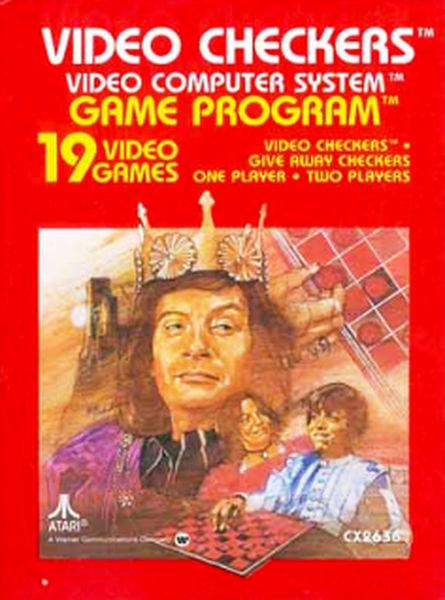 VIDEO CHECKERS™
VIDEO COMPUTER SYSTEM™
GAME PROGRAM™
19 VIDEO GAMES
VIDEO CHECKERS™ •
GIVE AWAY CHECKERS
ONE PLAYER • TWO PLAYERS
ATARI®
A Warner Communications Company
CX2636